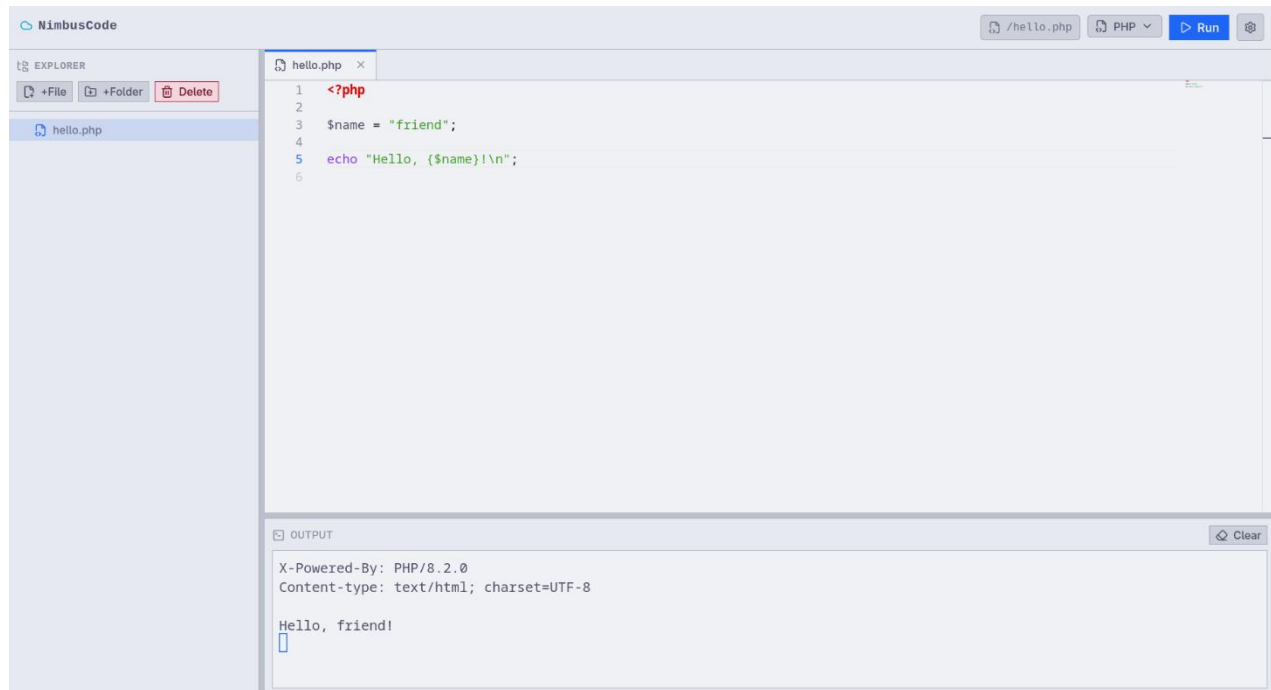 NimbusCode
/hello.php
PHP
Run
EXPLORER
+File +Folder Delete
hello.php
hello.php
1 <?php
2
3 $name = "friend";
4
5 echo "Hello, {$name}!\n";
6
OUTPUT
Clear
X-Powered-By: PHP/8.2.0
Content-type: text/html; charset=UTF-8
Hello, friend!